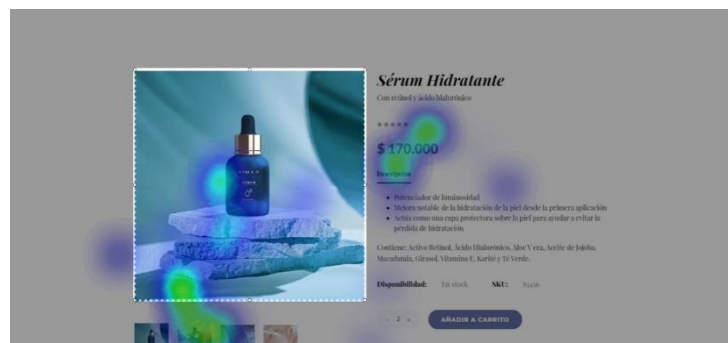 Sérum Hidratante
Con retinol y ácido hialurónico
$ 170.000
Descripción
Potenciador de luminosidad
Mejora notable de la hidratación de la piel desde la primera aplicación
Actúa como una capa protectora sobre la piel para ayudar a evitar la
pérdida de hidratación
Contiene: Activo Retinol, Ácido Hialurónico, Aloe Vera, Aceite de Jojoba,
Macadamia, Girasol, Vitamina E, Karité y Té Verde.
Disponibilidad: En stock SKU:
- 2 +
AÑADIR A CARRITO